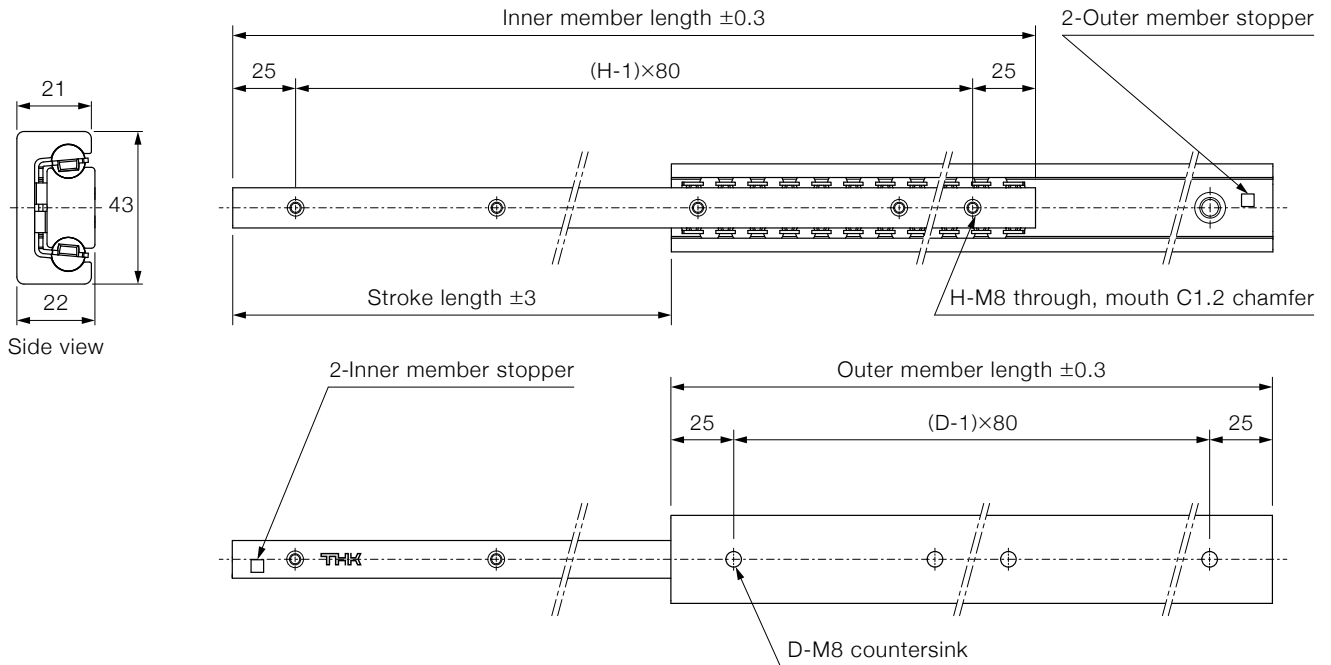 Inner member length ±0.3
2-Outer member stopper
25
(H-1)×80
25
21
43
22
Side view
Stroke length ±3
H-M8 through, mouth C1.2 chamfer
2-Inner member stopper
Outer member length ±0.3
25
(D-1)×80
25
THK
D-M8 countersink